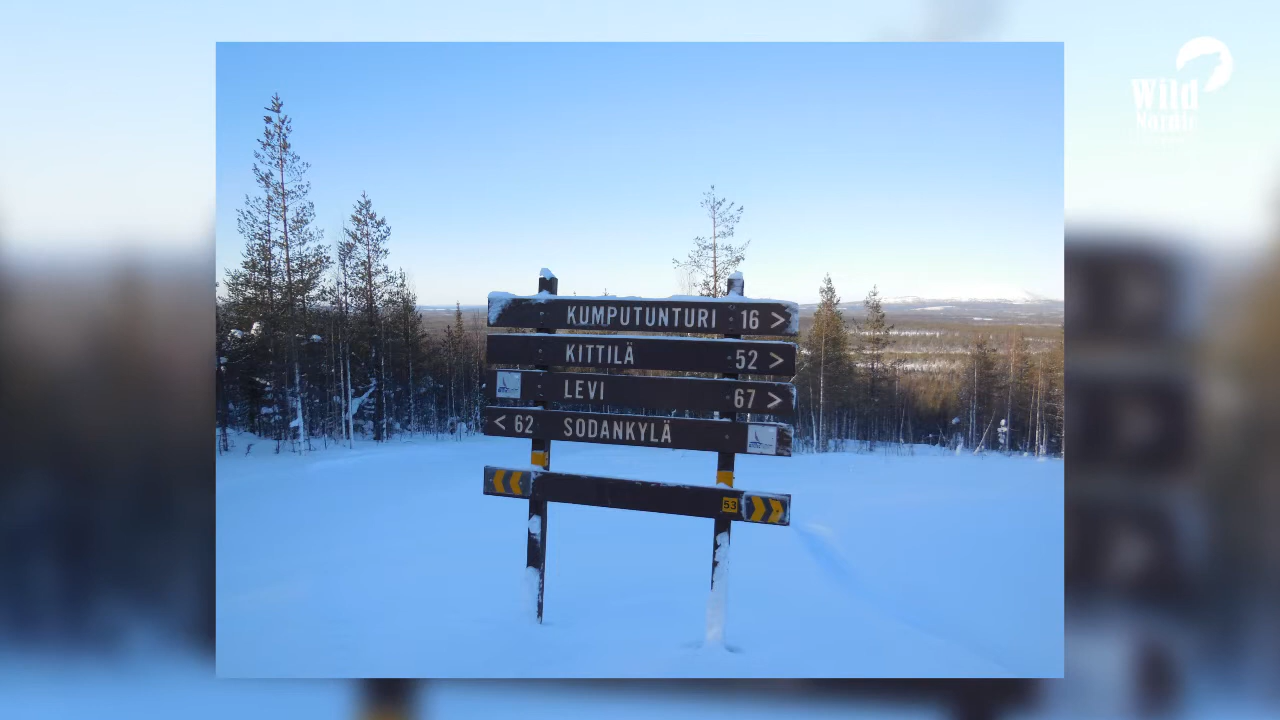 Wild
Nordic
KUMPUTUNTURI 16 >
KITTILÄ 52 >
LEVI 67 >
< 62 SODANKYLÄ
53